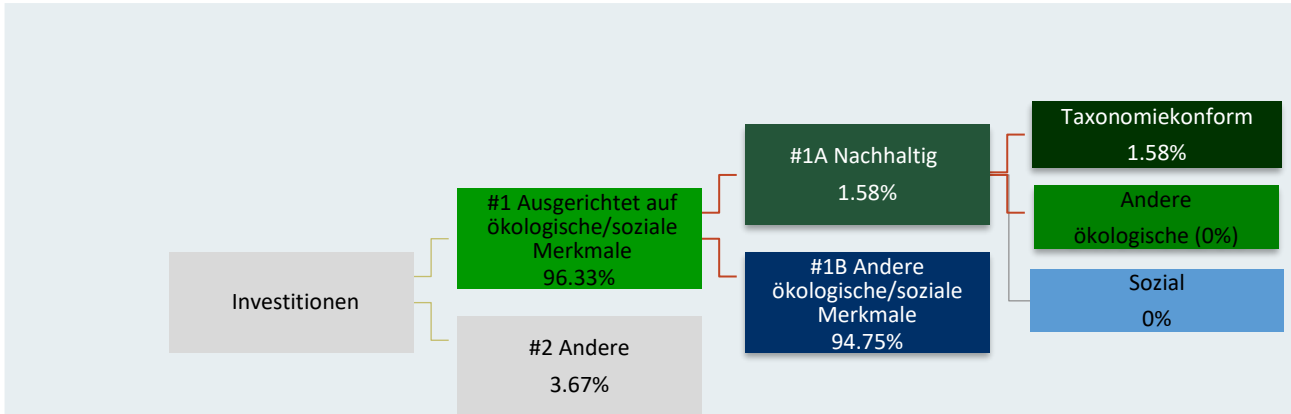 Investitionen
#1 Ausgerichtet auf
ökologische/soziale
Merkmale
96.33%
#2 Andere
3.67%
#1A Nachhaltig
1.58%
#1B Andere
ökologische/soziale
Merkmale
94.75%
Taxonomiekonform
1.58%
Andere
ökologische (0%)
Sozial
0%